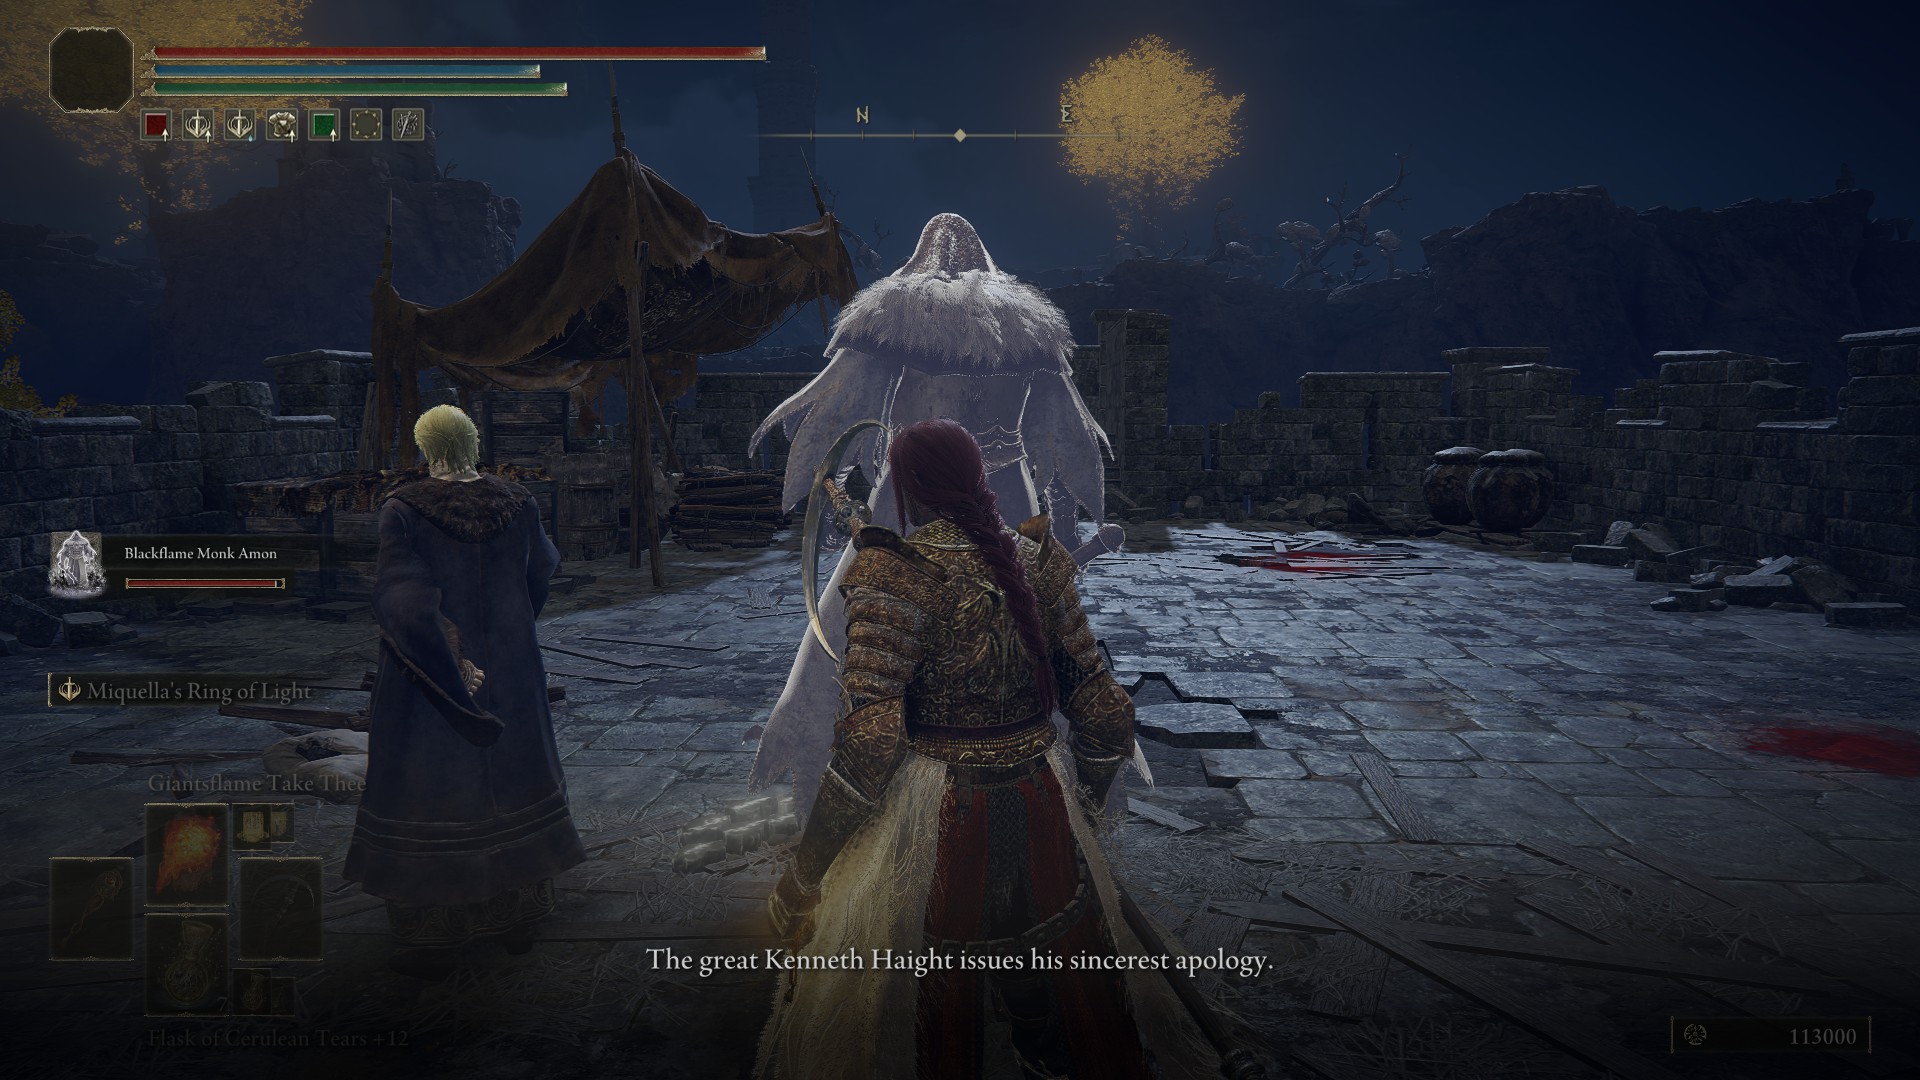 N
E
Blackflame Monk Amon
Miquella's Ring of Light
Giantsflame Take Thee
7
Flask of Cerulean Tears +12
The great Kenneth Haight issues his sincerest apology.
113000